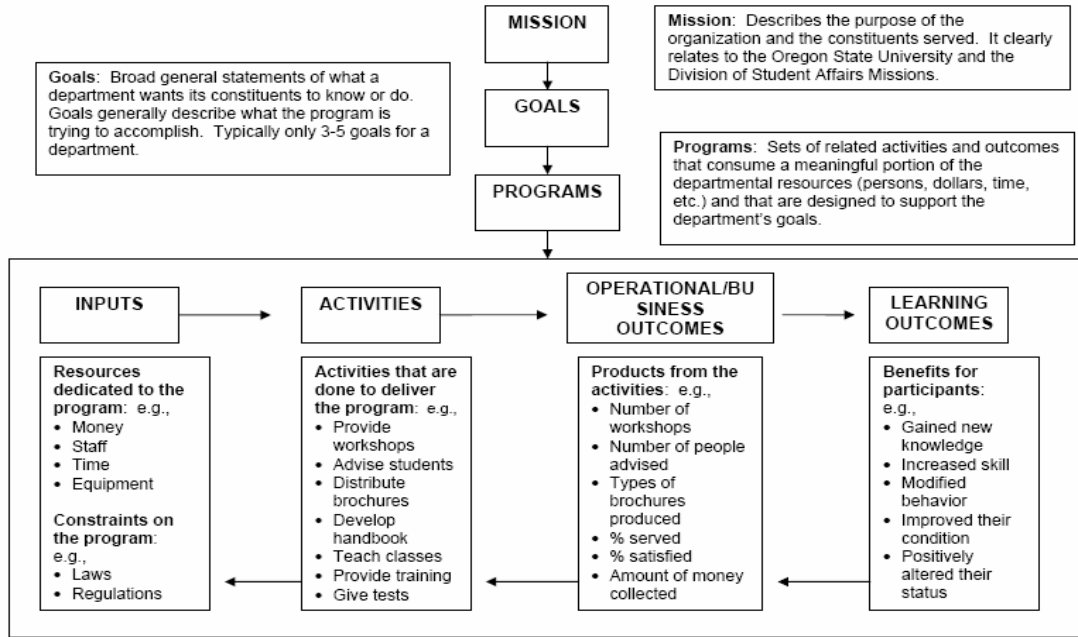 MISSION
Mission: Describes the purpose of the
organization and the constituents served. It clearly
relates to the Oregon State University and the
Division of Student Affairs Missions.
Goals: Broad general statements of what a
department wants its constituents to know or do.
Goals generally describe what the program is
trying to accomplish. Typically only 3-5 goals for a
department.
GOALS
Programs: Sets of related activities and outcomes
that consume a meaningful portion of the
departmental resources (persons, dollars, time,
etc.) and that are designed to support the
department's goals.
PROGRAMS
INPUTS
ACTIVITIES
OPERATIONAL/BU
SINESS
OUTCOMES
LEARNING
OUTCOMES
Resources
dedicated to the
program: e.g.,
• Money
• Staff
• Time
• Equipment
Constraints on
the program:
e.g.,
• Laws
• Regulations
Activities that are
done to deliver
the program: e.g.,
• Provide
workshops
• Advise students
• Distribute
brochures
• Develop
handbook
• Teach classes
• Provide training
• Give tests
Products from the
activities: e.g.,
• Number of
workshops
• Number of people
advised
• Types of
brochures
produced
• % served
• % satisfied
• Amount of money
collected
Benefits for
participants:
e.g.,
• Gained new
knowledge
• Increased skill
• Modified
behavior
• Improved their
condition
• Positively
altered their
status